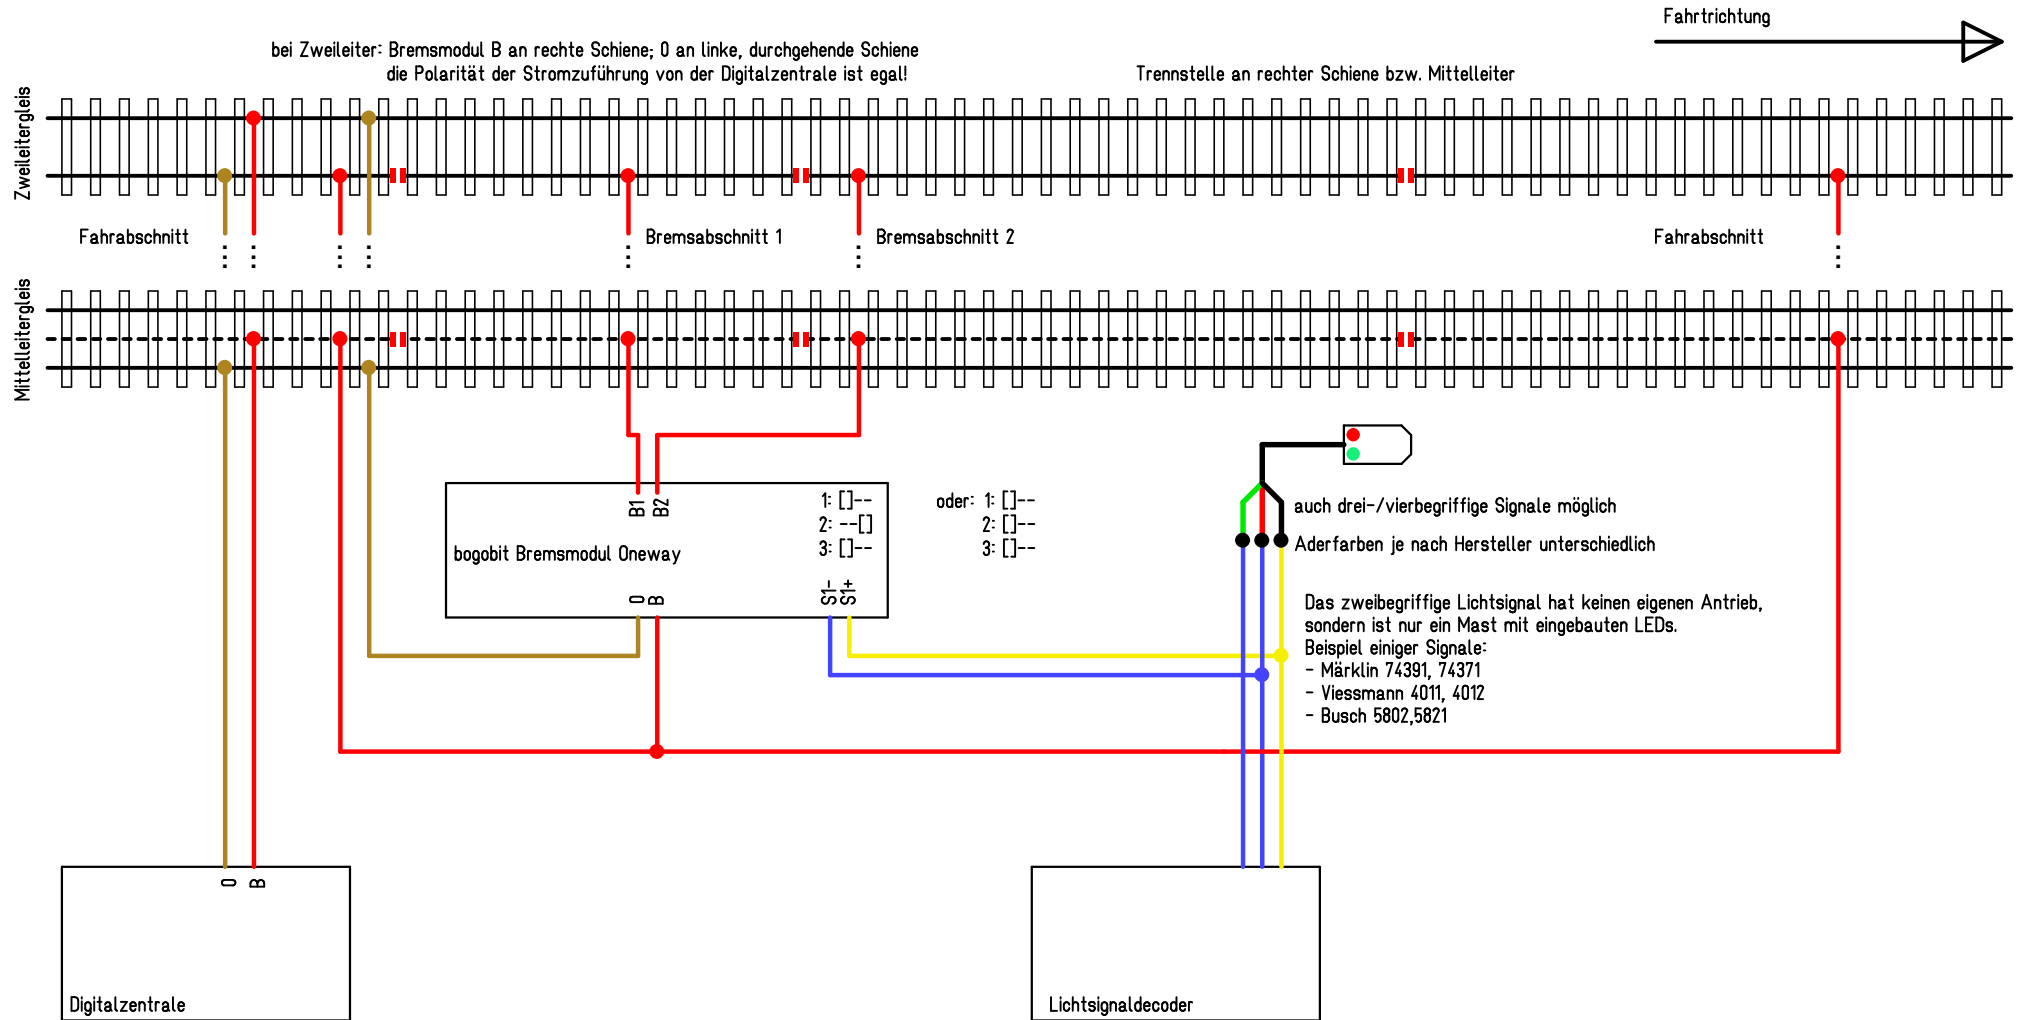 Fahrtrichtung
bei Zweileiter: Bremsmodul B an rechte Schiene; 0 an linke, durchgehende Schiene
die Polarität der Stromzuführung von der Digitalzentrale ist egal!
Trennstelle an rechter Schiene bzw. Mittelleiter
Zweileitergleis
Fahrabschnitt
Bremsabschnitt 1
Bremsabschnitt 2
Fahrabschnitt
Mittelleitergleis
B1
B2
1: []--
2: --[]
3: []--
oder: 1: []--
2: []--
3: []--
bogobit Bremsmodul Oneway
0
B
S1-
S1+
auch drei-/vierbegriffige Signale möglich
Aderfarben je nach Hersteller unterschiedlich
Das zweibegriffige Lichtsignal hat keinen eigenen Antrieb,
sondern ist nur ein Mast mit eingebauten LEDs.
Beispiel einiger Signale:
- Märklin 74391, 74371
- Viessmann 4011, 4012
- Busch 5802,5821
0
B
Digitalzentrale
Lichtsignaldecoder